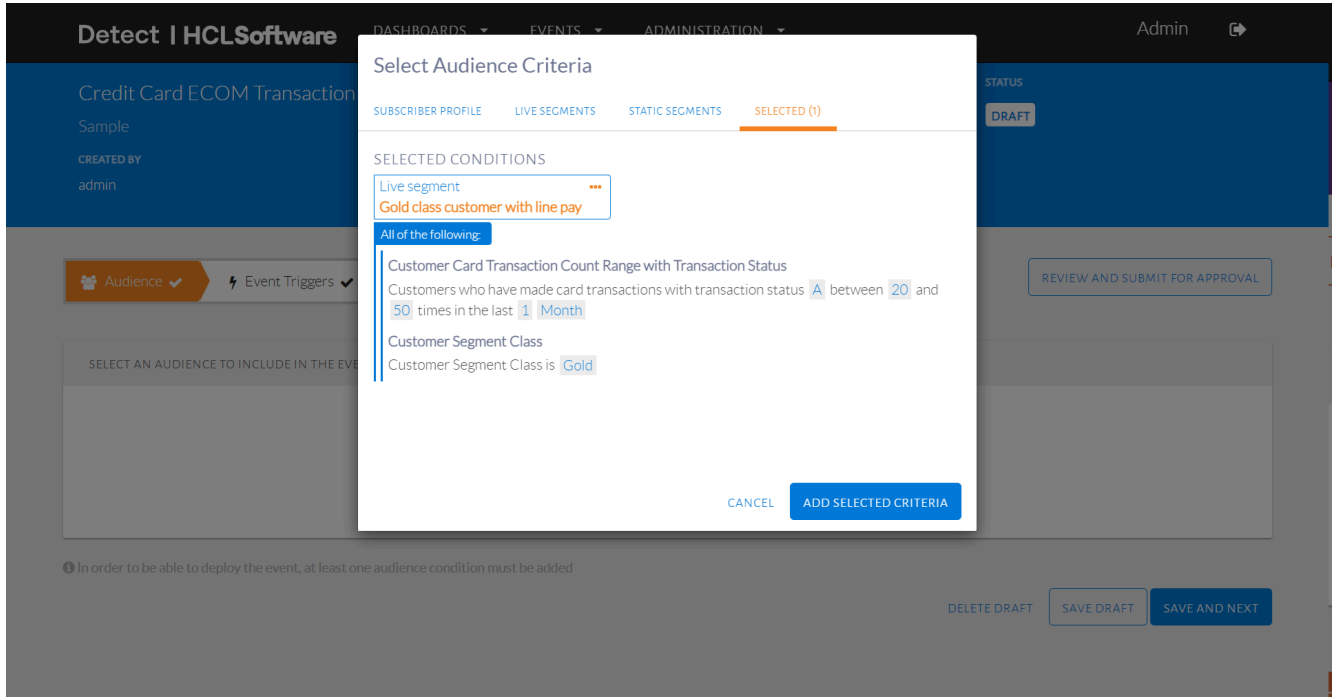 Detect | HCLSoftware
DASHBOARDS
EVENTS
ADMINISTRATION
Admin
Credit Card ECOM Transaction
Sample
CREATED BY
admin
STATUS
DRAFT
Select Audience Criteria
SUBSCRIBER PROFILE
LIVE SEGMENTS
STATIC SEGMENTS
SELECTED (1)
SELECTED CONDITIONS
Live segment
Gold class customer with line pay
All of the following:
Customer Card Transaction Count Range with Transaction Status
Customers who have made card transactions with transaction status A between 20 and
50 times in the last 1 Month
Customer Segment Class
Customer Segment Class is Gold
CANCEL
ADD SELECTED CRITERIA
Audience
Event Triggers
REVIEW AND SUBMIT FOR APPROVAL
SELECT AN AUDIENCE TO INCLUDE IN THE EVE
In order to be able to deploy the event, at least one audience condition must be added
DELETE DRAFT
SAVE DRAFT
SAVE AND NEXT